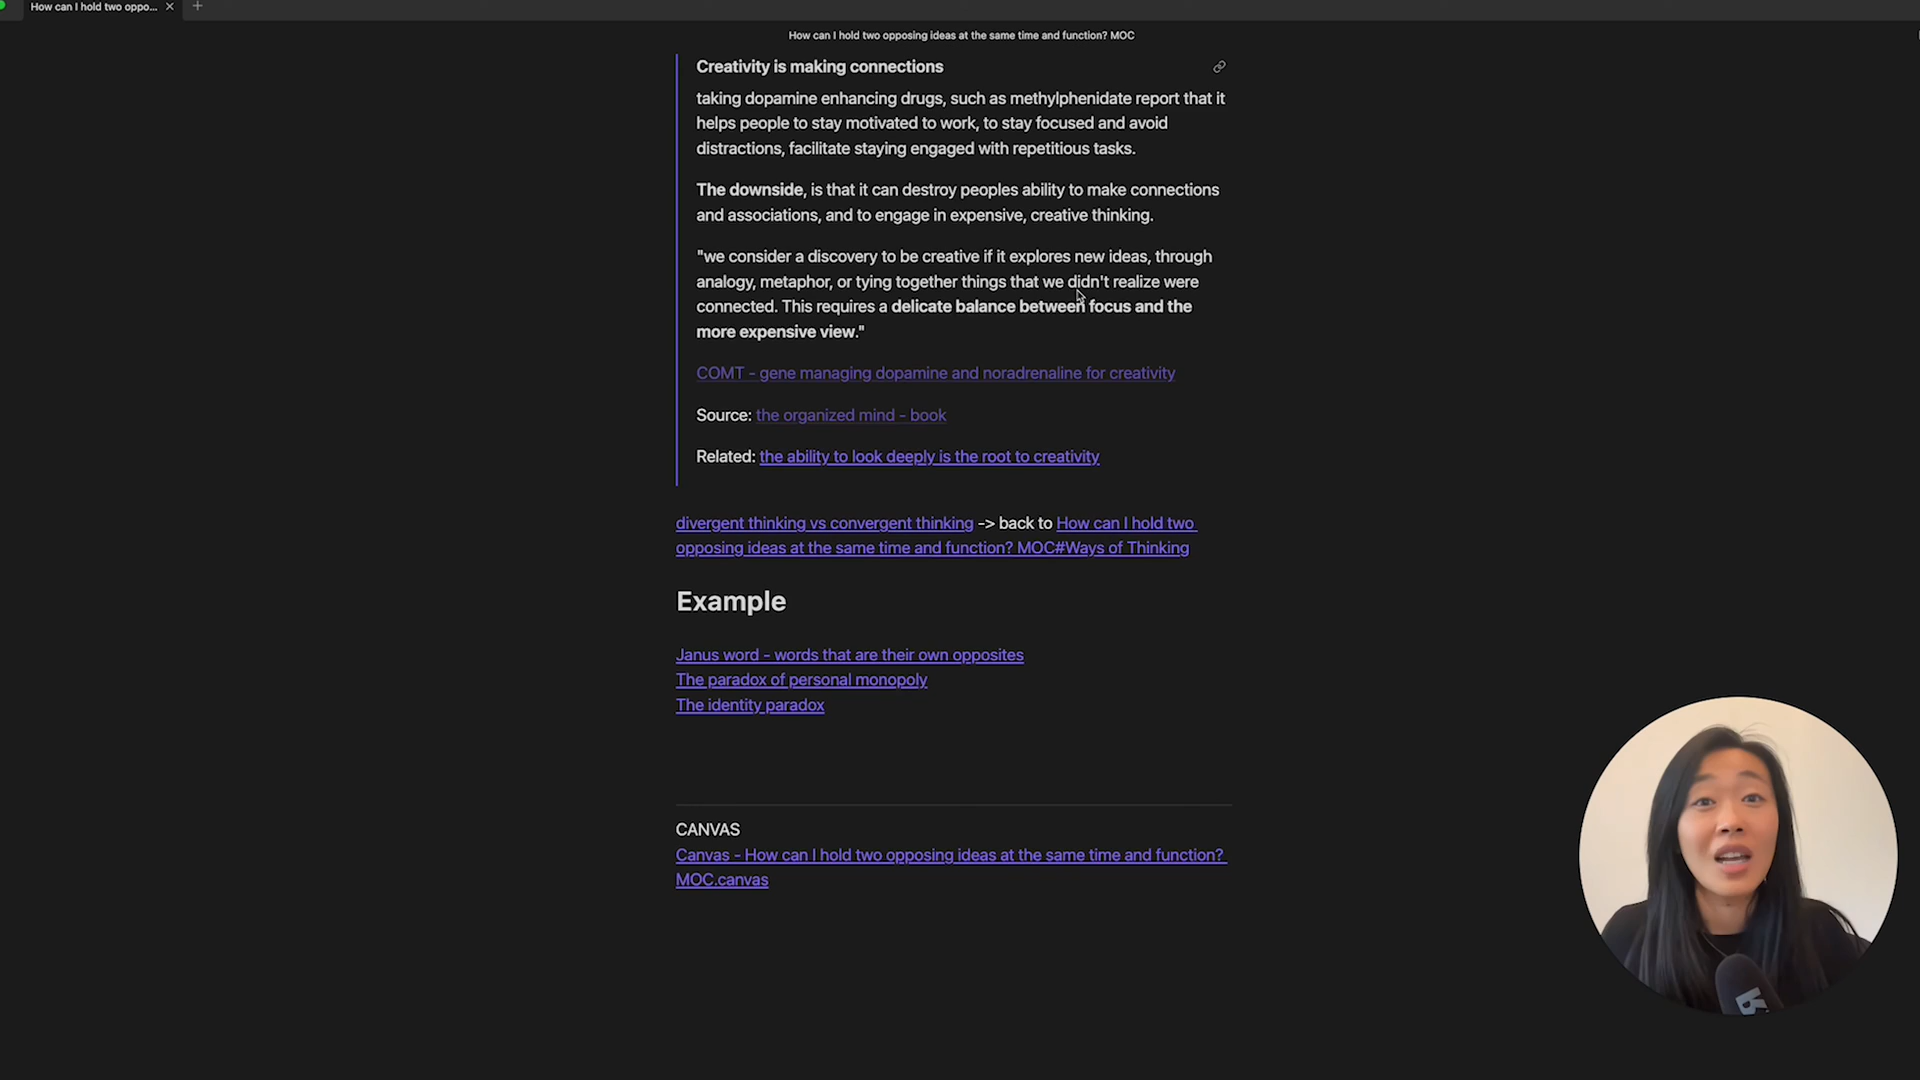 How can I hold two oppo...
How can I hold two opposing ideas at the same time and function? MOC
Creativity is making connections
taking dopamine enhancing drugs, such as methylphenidate report that it
helps people to stay motivated to work, to stay focused and avoid
distractions, facilitate staying engaged with repetitious tasks.
The downside, is that it can destroy peoples ability to make connections
and associations, and to engage in expensive, creative thinking.
"we consider a discovery to be creative if it explores new ideas, through
analogy, metaphor, or tying together things that we didn't realize were
connected. This requires a delicate balance between focus and the
more expensive view."
COMT - gene managing dopamine and noradrenaline for creativity
Source: the organized mind - book
Related: the ability to look deeply is the root to creativity
divergent thinking vs convergent thinking -> back to How can I hold two
opposing ideas at the same time and function? MOC#Ways of Thinking
Example
Janus word - words that are their own opposites
The paradox of personal monopoly
The identity paradox
CANVAS
Canvas - How can I hold two opposing ideas at the same time and function?
MOC.canvas